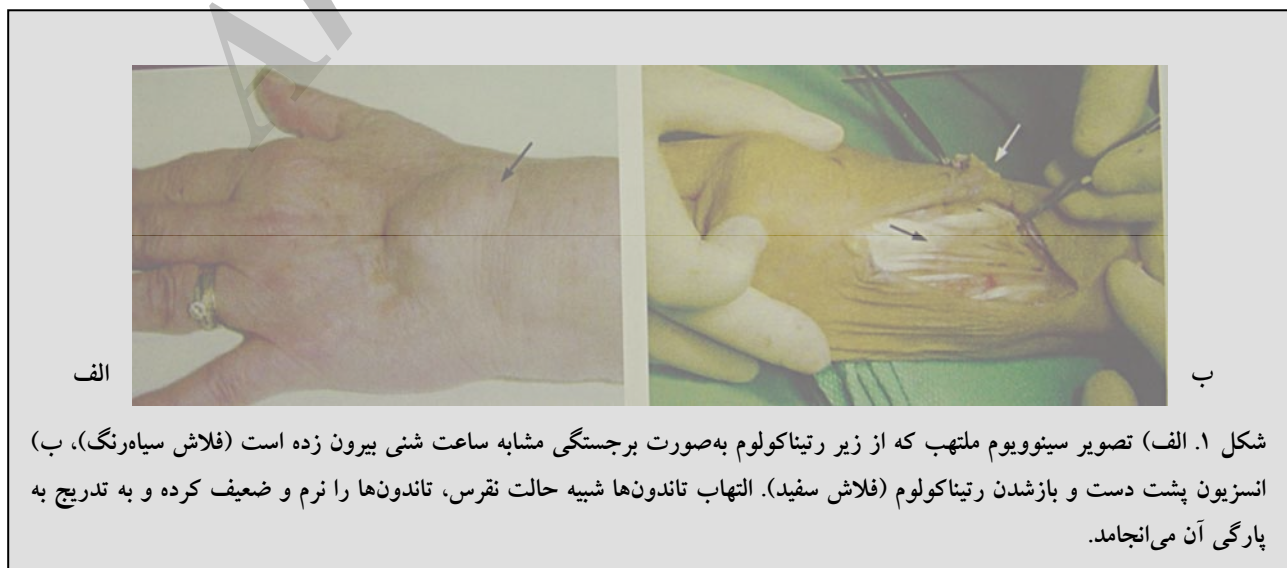 الف
ب
شکل ۱. الف) تصویر سینوویوم ملتهب که از زیر رتیناکولوم به‌صورت برجستگی مشابه ساعت شنی بیرون زده است (فلاش سیاه‌رنگ)، ب)
انسزیون پشت دست و بازشدن رتیناکولوم (فلاش سفید). التهاب تاندون‌ها شبیه حالت نقرس، تاندون‌ها را نرم و ضعیف کرده و به تدریج به
پارگی آن می‌انجامد.